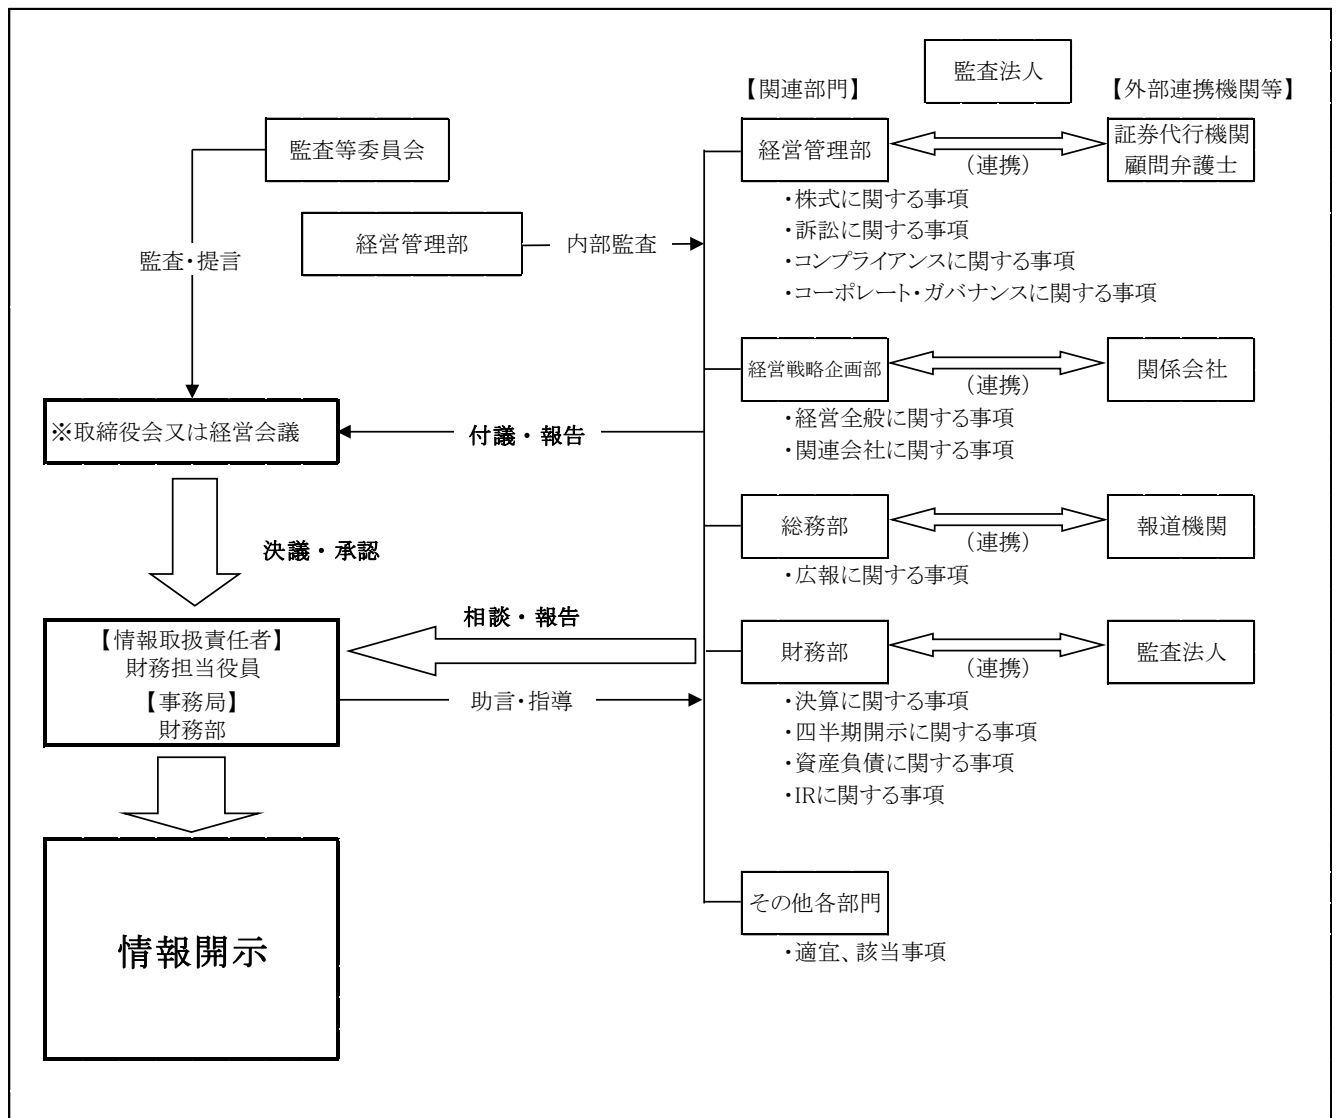 監査法人
【関連部門】
【外部連携機関等】
監査等委員会
経営管理部
(連携)
証券代行機関
顧問弁護士
・株式に関する事項
・訴訟に関する事項
・コンプライアンスに関する事項
・コーポレート・ガバナンスに関する事項
経営管理部
内部監査
監査・提言
経営戦略企画部
(連携)
関係会社
・経営全般に関する事項
・関連会社に関する事項
※取締役会又は経営会議
付議・報告
総務部
(連携)
報道機関
・広報に関する事項
決議・承認
相談・報告
【情報取扱責任者】
財務担当役員
【事務局】
財務部
助言・指導
財務部
(連携)
監査法人
・決算に関する事項
・四半期開示に関する事項
・資産負債に関する事項
・IRに関する事項
その他各部門
・適宜、該当事項
情報開示